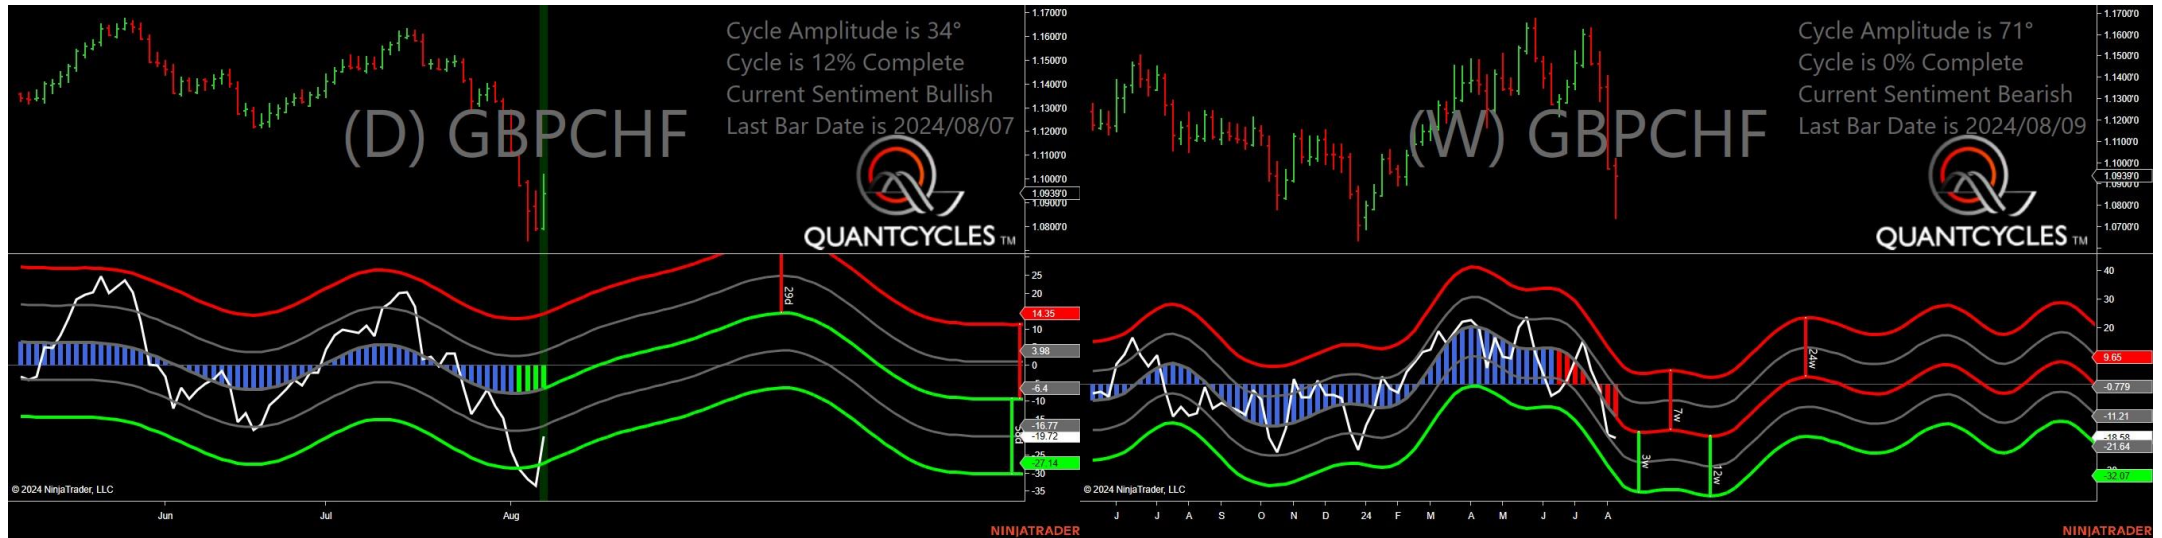 Cycle Amplitude is 34°
Cycle is 12% Complete
Current Sentiment Bullish
Last Bar Date is 2024/08/07
(D) GBPCHF
QUANTCYCLES TM
1.1700'0
1.1600'0
1.1500'0
1.1400'0
1.1300'0
1.1200'0
1.1100'0
1.1000'0
1.0939'0
1.0900'0
1.0800'0
29d
58d
25
20
14.35
10
3.98
0
-6.4
-10
-15
-16.77
-19.72
-25
-27.14
-30
-35
© 2024 NinjaTrader, LLC
Jun Jul Aug
NINJATRADER
Cycle Amplitude is 71°
Cycle is 0% Complete
Current Sentiment Bearish
Last Bar Date is 2024/08/09
(W) GBPCHF
QUANTCYCLES TM
1.1700'0
1.1600'0
1.1500'0
1.1400'0
1.1300'0
1.1200'0
1.1100'0
1.1000'0
1.0939'0
1.0900'0
1.0800'0
1.0700'0
3w
7w
12w
24w
40
30
20
9.65
-0.779
-11.21
-18.58
-21.64
-32.07
© 2024 NinjaTrader, LLC
J J A S O N D 24 F M A M J J A
NINJATRADER